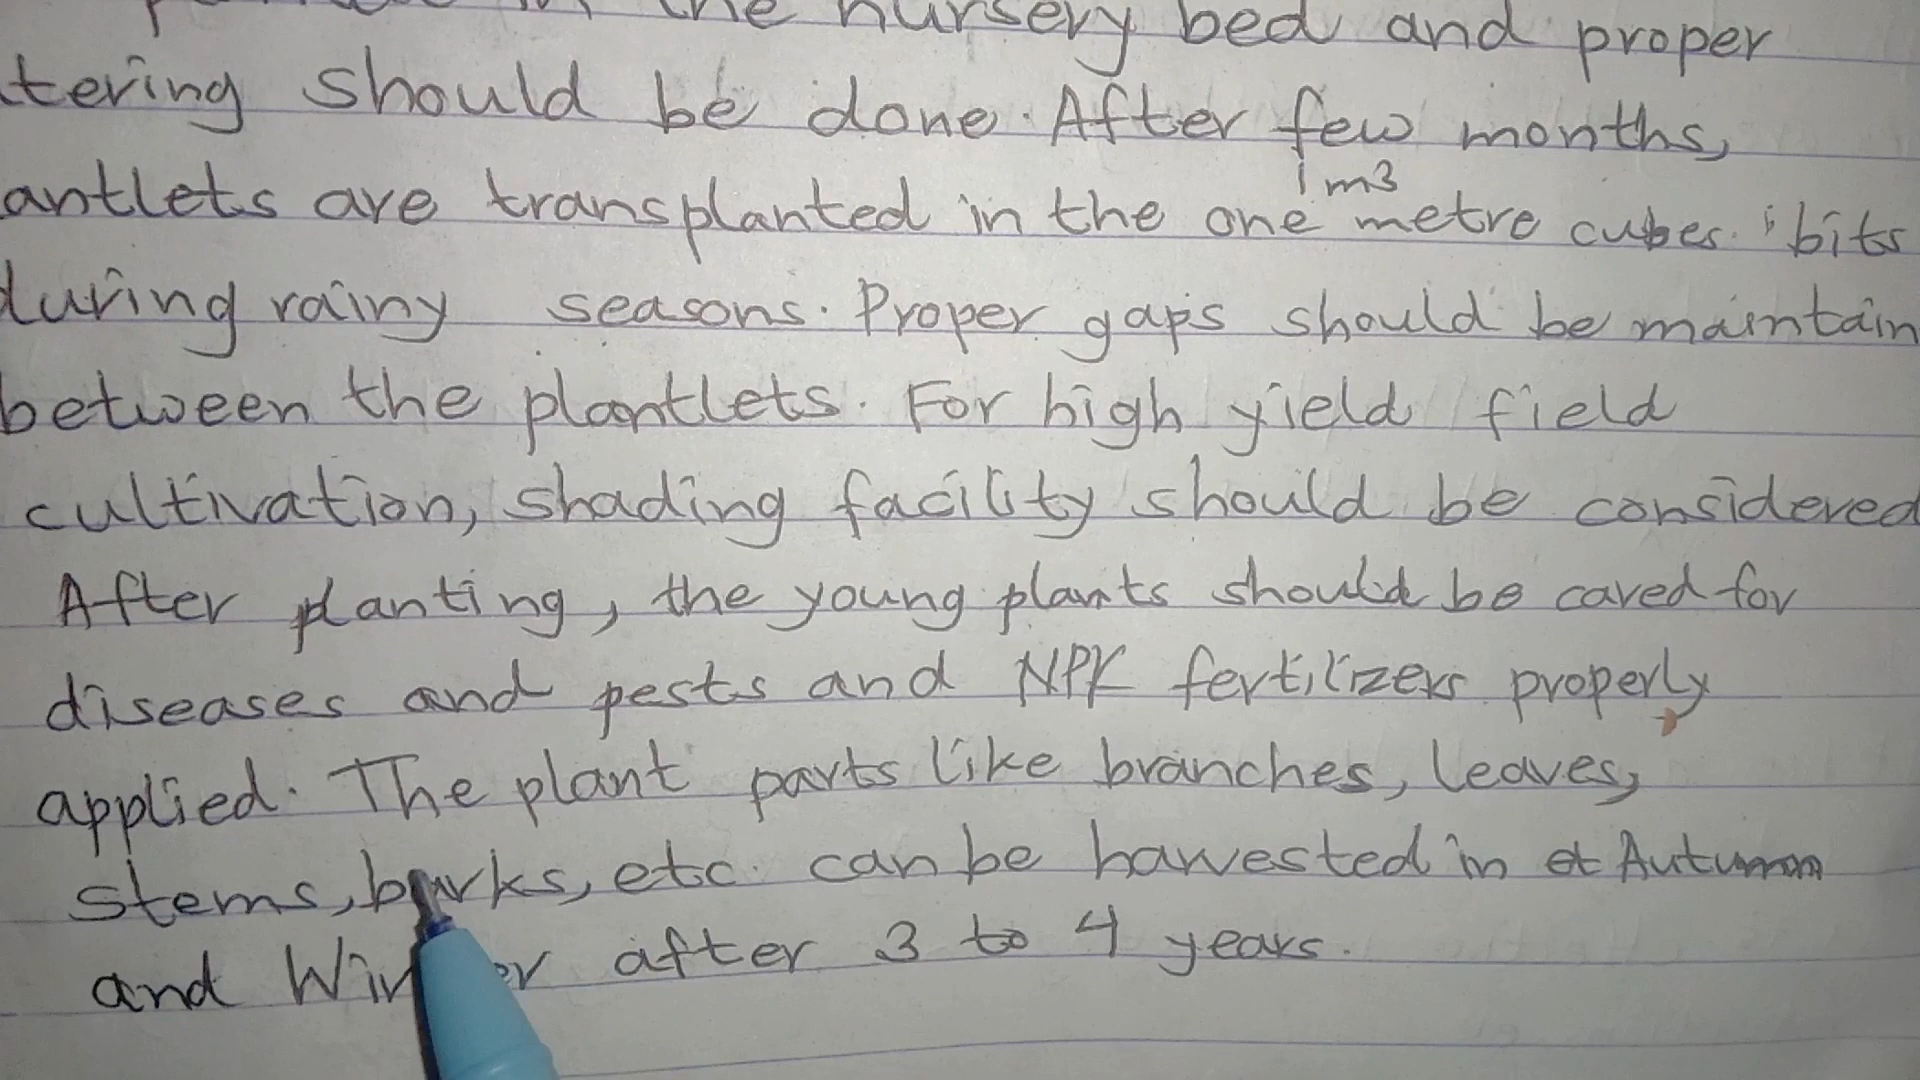 in the nursery bed and proper
tering should be done. After few months,
1 m3
antlets are transplanted in the one metre cubes bits
during rainy seasons. Proper gaps should be maintain
between the plantlets. For high yield field
cultivation, shading facility should be considered
After planting, the young plants should be cared for
diseases and pests and NPK fertilizers properly
applied. The plant parts like branches, leaves,
stems, barks, etc. can be harvested in Autumn
and after 3 to 4 years.